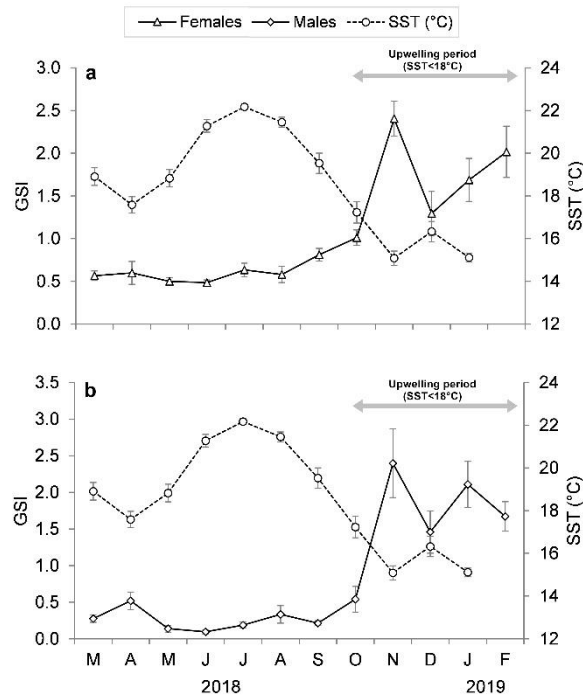 Females Males SST (°C)
a
Upwelling period
(SST<18°C)
3.0
2.5
2.0
1.5
1.0
0.5
0.0
GSI
24
22
20
18
16
14
12
SST (°C)
b
Upwelling period
(SST<18°C)
3.5
3.0
2.5
2.0
1.5
1.0
0.5
0.0
GSI
24
22
20
18
16
14
12
SST (°C)
M A M J J A S O N D J F
2018 2019